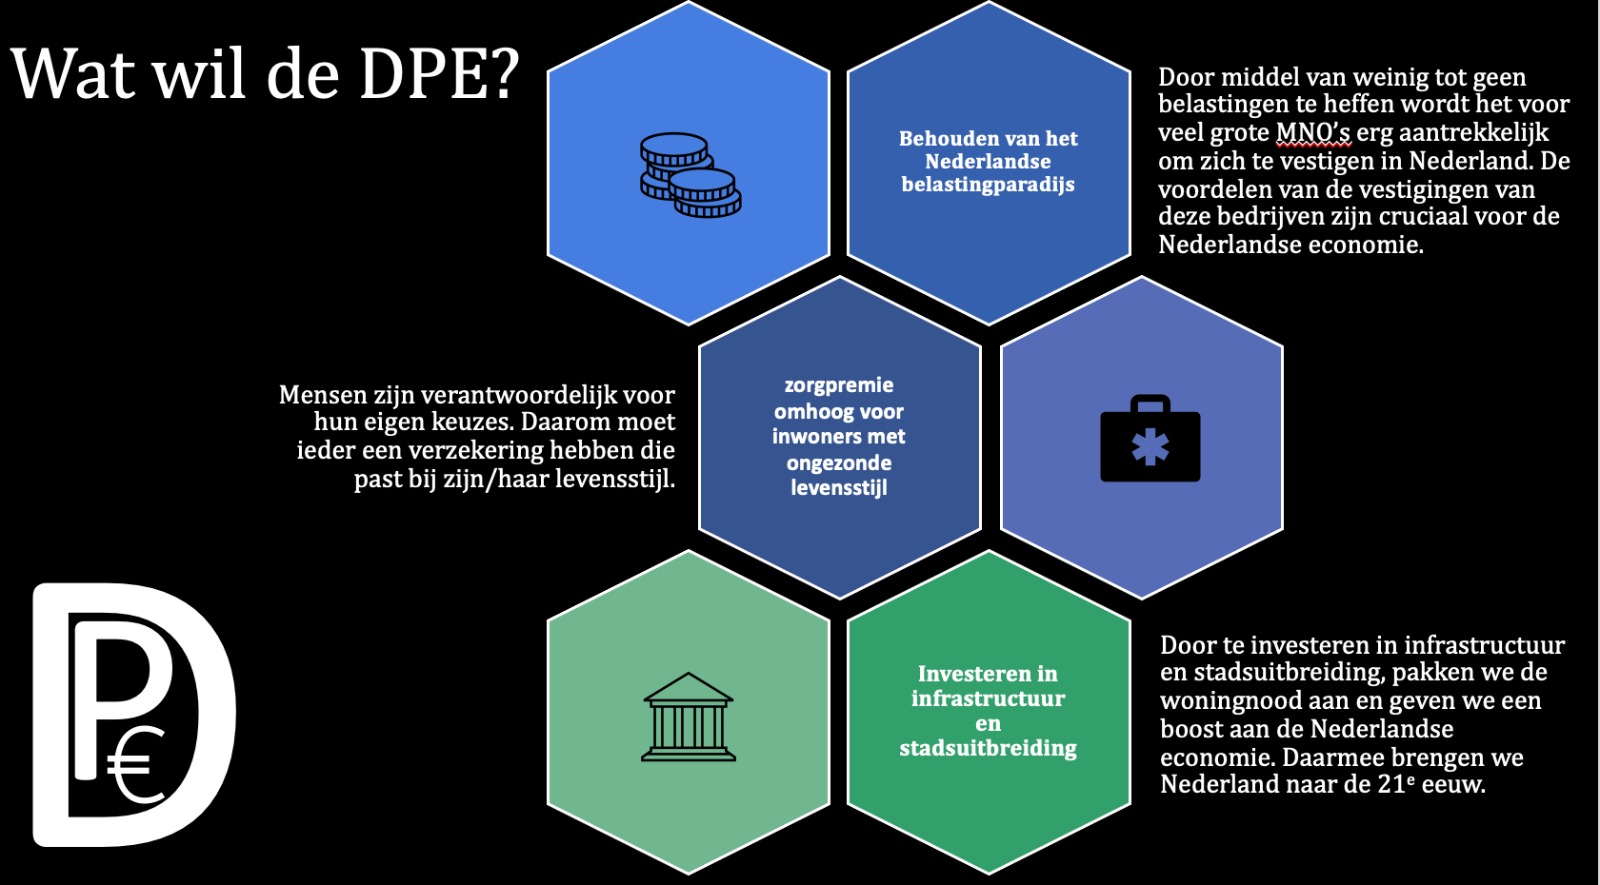 Wat wil de DPE?
Behouden van het
Nederlandse
belastingparadijs
Door middel van weinig tot geen
belastingen te heffen wordt het voor
veel grote MNO’s erg aantrekkelijk
om zich te vestigen in Nederland. De
voordelen van de vestigingen van
deze bedrijven zijn cruciaal voor de
Nederlandse economie.
Mensen zijn verantwoordelijk voor
hun eigen keuzes. Daarom moet
ieder een verzekering hebben die
past bij zijn/haar levensstijl.
zorgpremie
omhoog voor
inwoners met
ongezonde
levensstijl
Investeren in
infrastructuur
en
stadsuitbreiding
Door te investeren in infrastructuur
en stadsuitbreiding, pakken we de
woningnood aan en geven we een
boost aan de Nederlandse
economie. Daarmee brengen we
Nederland naar de 21e eeuw.
DP€